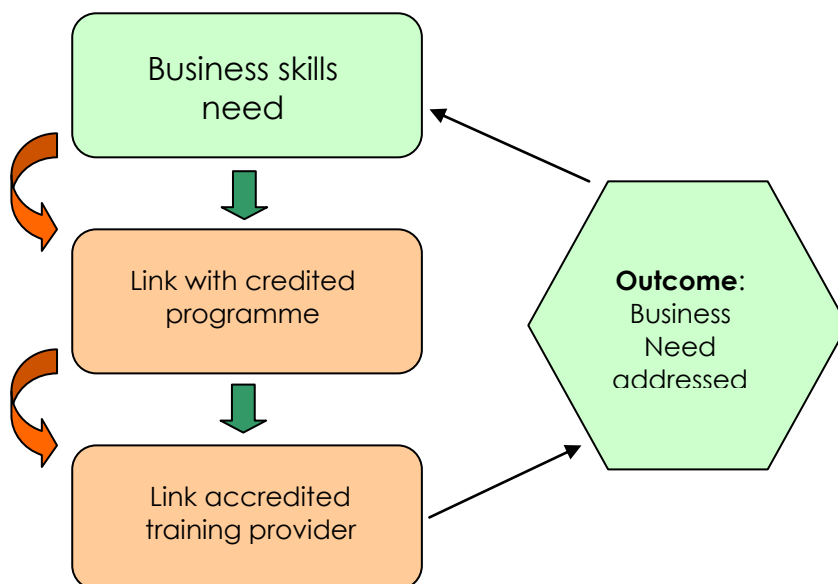 Business skills
need
Link with credited
programme
Link accredited
training provider
Outcome:
Business
Need
addressed